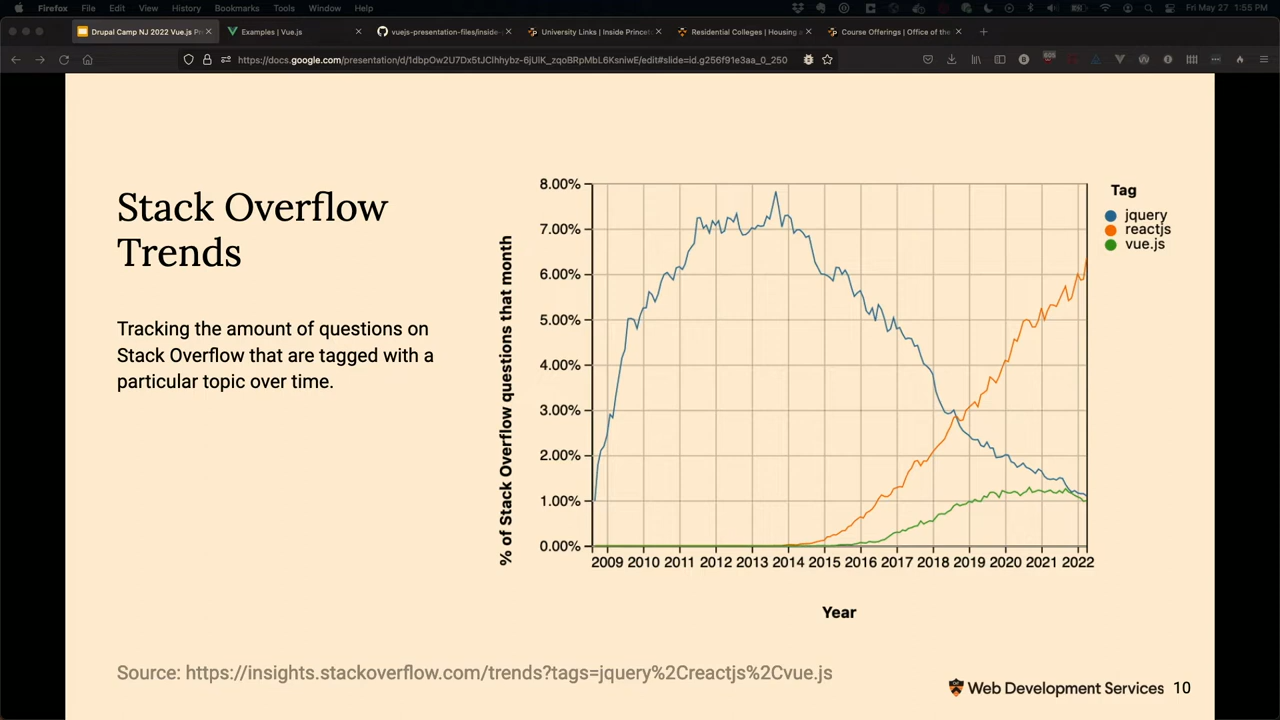 Firefox File Edit View History Bookmarks Tools Window Help Fri May 27 1:55 PM
Drupal Camp NJ 2022 Vue.js Pr Examples | Vue.js vuejs-presentation-files/inside- University Links | Inside Princet Residential Colleges | Housing a Course Offerings | Office of the
Stack Overflow
Trends
Tracking the amount of questions on
Stack Overflow that are tagged with a
particular topic over time.
% of Stack Overflow questions that month
8.00%
7.00%
6.00%
5.00%
4.00%
3.00%
2.00%
1.00%
0.00%
2009 2010 2011 2012 2013 2014 2015 2016 2017 2018 2019 2020 2021 2022
Year
Tag
jquery
reactjs
vue.js
Source: https://insights.stackoverflow.com/trends?tags=jquery%2Creactjs%2Cvue.js
Web Development Services 10